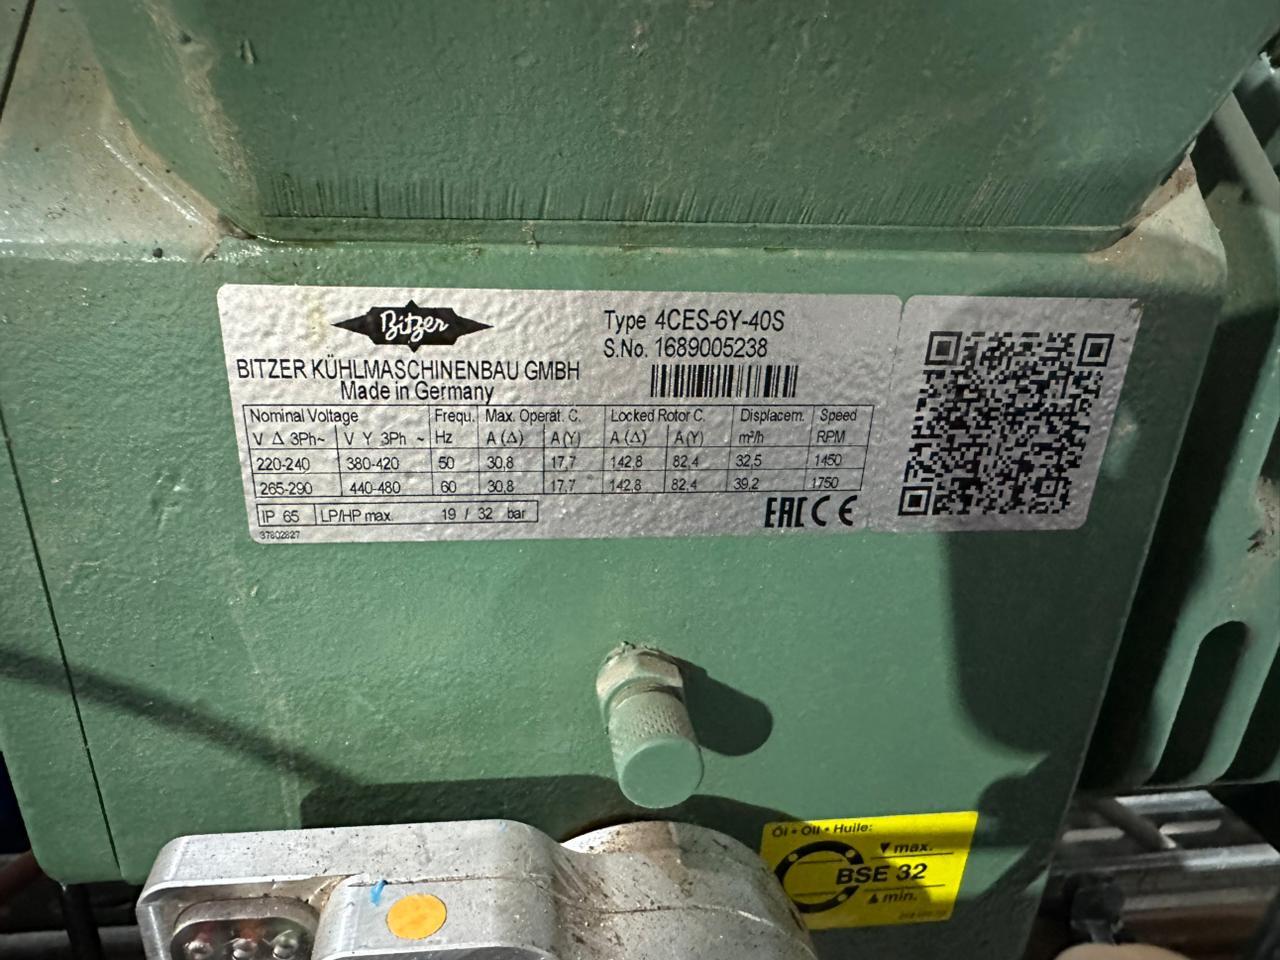 Bitzer
BITZER KÜHLMASCHINENBAU GMBH
Made in Germany
Type 4CES-6Y-40S
S.No. 1689005238
Nominal Voltage Frequ. Max. Operat. C. Locked Rotor C. Displacem. Speed
V Δ 3Ph~ V Y 3Ph ~ Hz A (Δ) A (Y) A (Δ) A (Y) m³/h RPM
220-240 380-420 50 30,8 17,7 142,8 82,4 32,5 1450
265-290 440-480 60 30,8 17,7 142,8 82,4 39,2 1750
IP 65 LP/HP max. 19 / 32 bar
EAC CE
37802827
Öl • Oil • Huile:
▼ max.
BSE 32
▲ min.